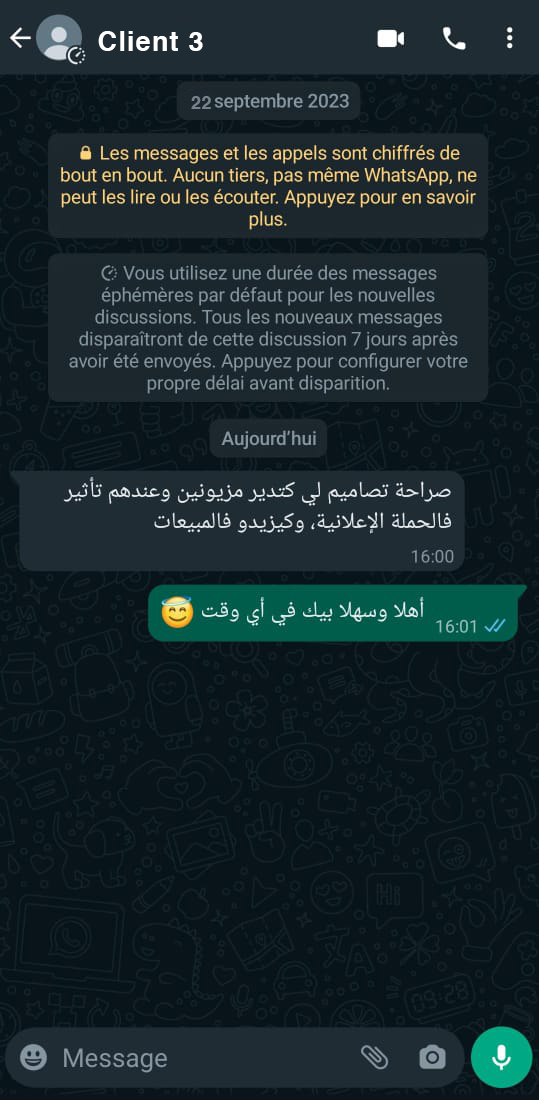 Client 3
22 septembre 2023
Les messages et les appels sont chiffrés de
bout en bout. Aucun tiers, pas même WhatsApp, ne
peut les lire ou les écouter. Appuyez pour en savoir
plus.
Vous utilisez une durée des messages
éphémères par défaut pour les nouvelles
discussions. Tous les nouveaux messages
disparaîtront de cette discussion 7 jours après
avoir été envoyés. Appuyez pour configurer votre
propre délai avant disparition.
Aujourd'hui
صراحة تصاميم لي كتدير مزيونين وعندهم تأثير
فالحملة الإعلانية، وكيزيدو فالمبيعات
16:00
أهلا وسهلا بيك في أي وقت 😇
16:01
Hi
09:28
Message